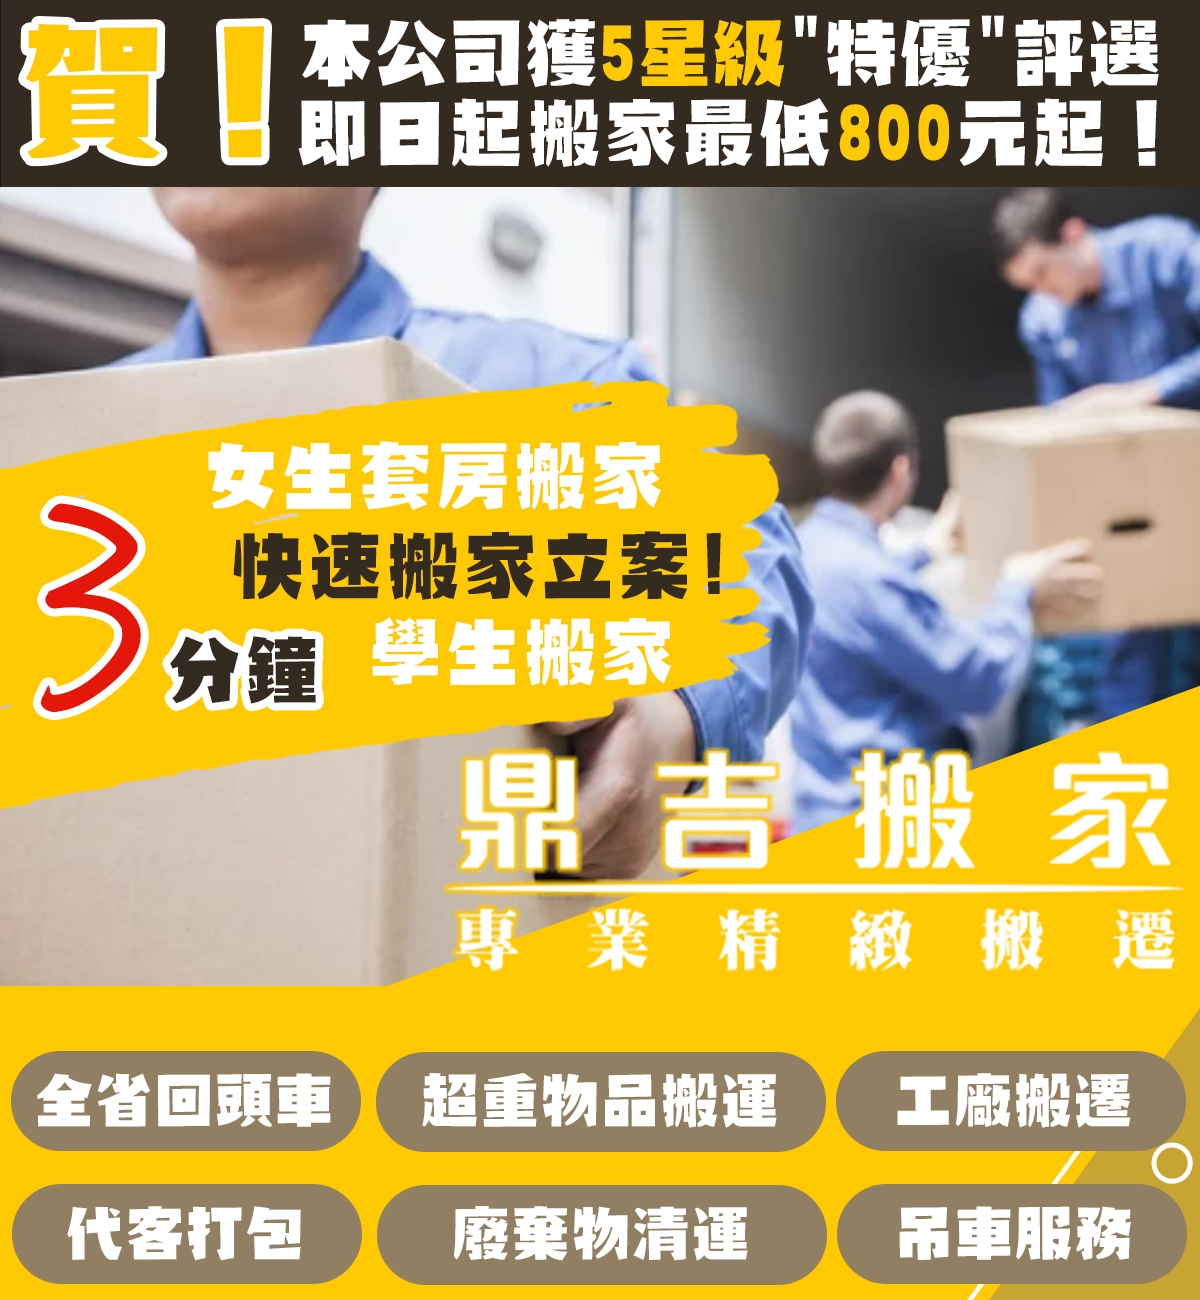 賀！
本公司獲5星級"特優"評選
即日起搬家最低800元起！
女生套房搬家
快速搬家立案！
3分鐘
學生搬家
鼎吉搬家
專業精緻搬遷
全省回頭車
超重物品搬運
工廠搬遷
代客打包
廢棄物清運
吊車服務